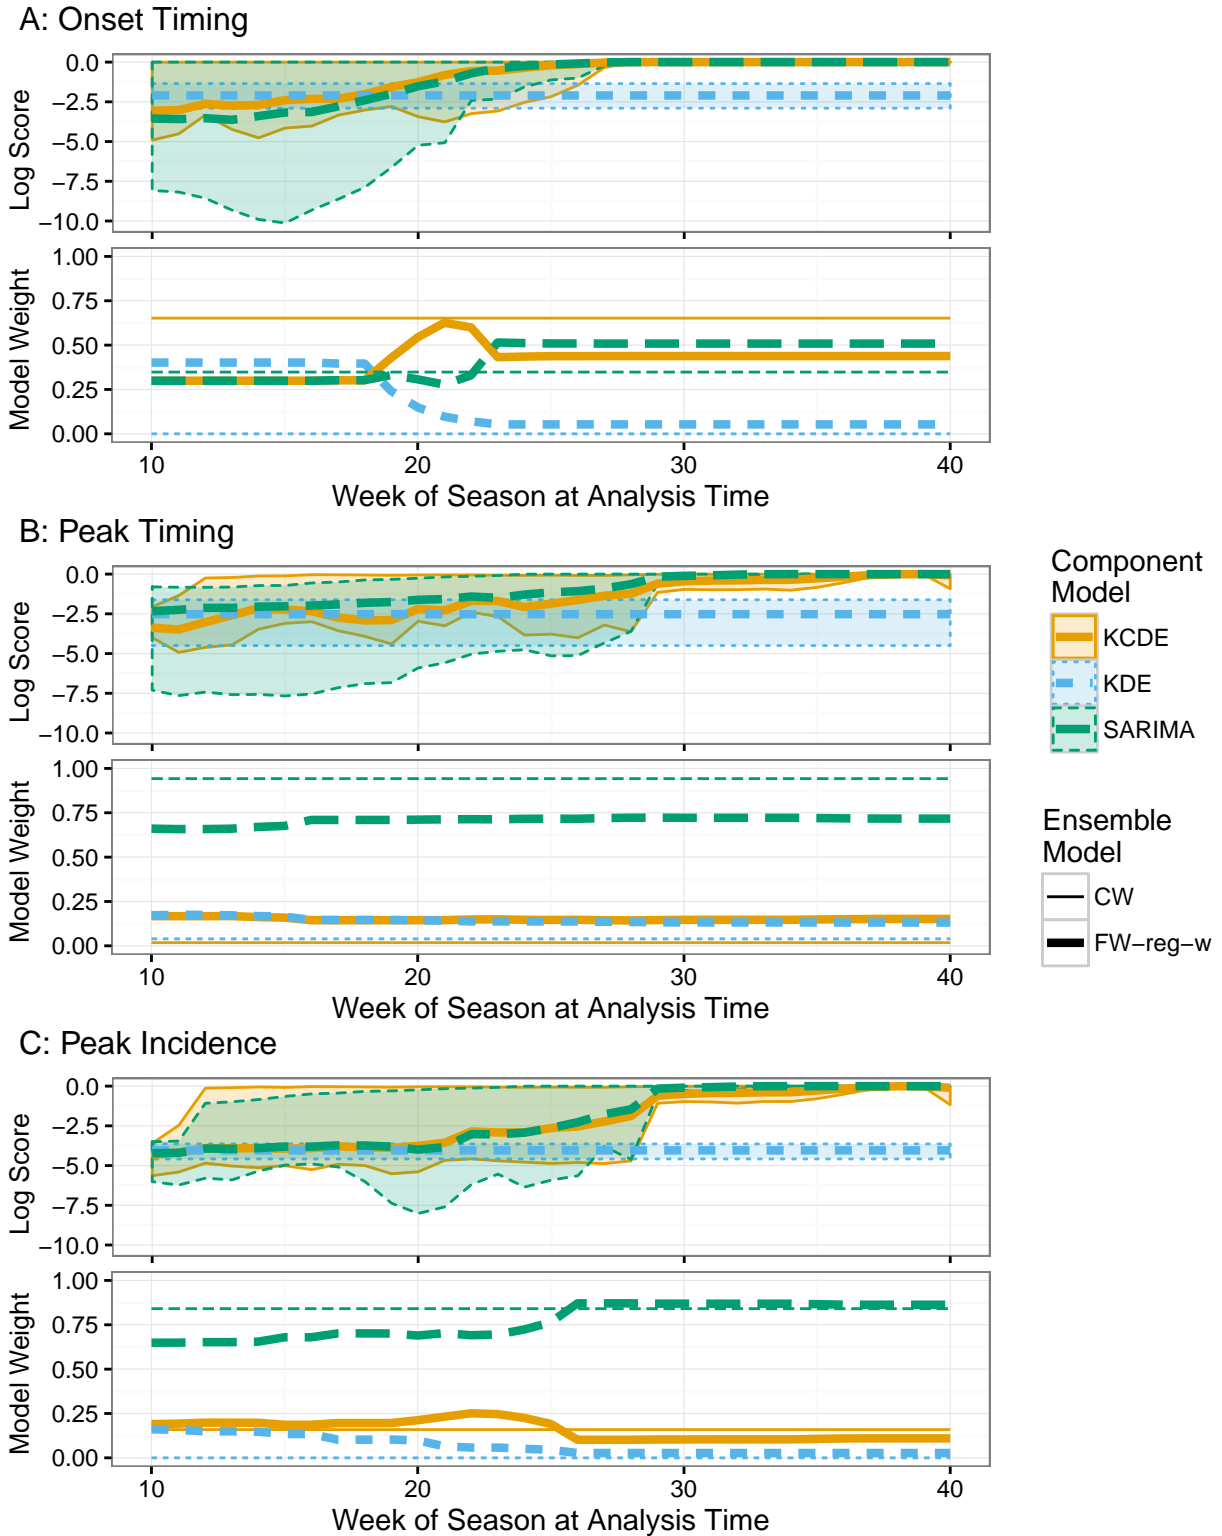 A: Onset Timing
0.0
−2.5
−5.0
−7.5
−10.0
Log Score
1.00
0.75
0.50
0.25
0.00
Model Weight
10 20 30 40
Week of Season at Analysis Time
B: Peak Timing
0.0
−2.5
−5.0
−7.5
−10.0
Log Score
1.00
0.75
0.50
0.25
0.00
Model Weight
10 20 30 40
Week of Season at Analysis Time
Component
Model
KCDE
KDE
SARIMA
Ensemble
Model
CW
FW−reg−w
C: Peak Incidence
0.0
−2.5
−5.0
−7.5
−10.0
Log Score
1.00
0.75
0.50
0.25
0.00
Model Weight
10 20 30 40
Week of Season at Analysis Time